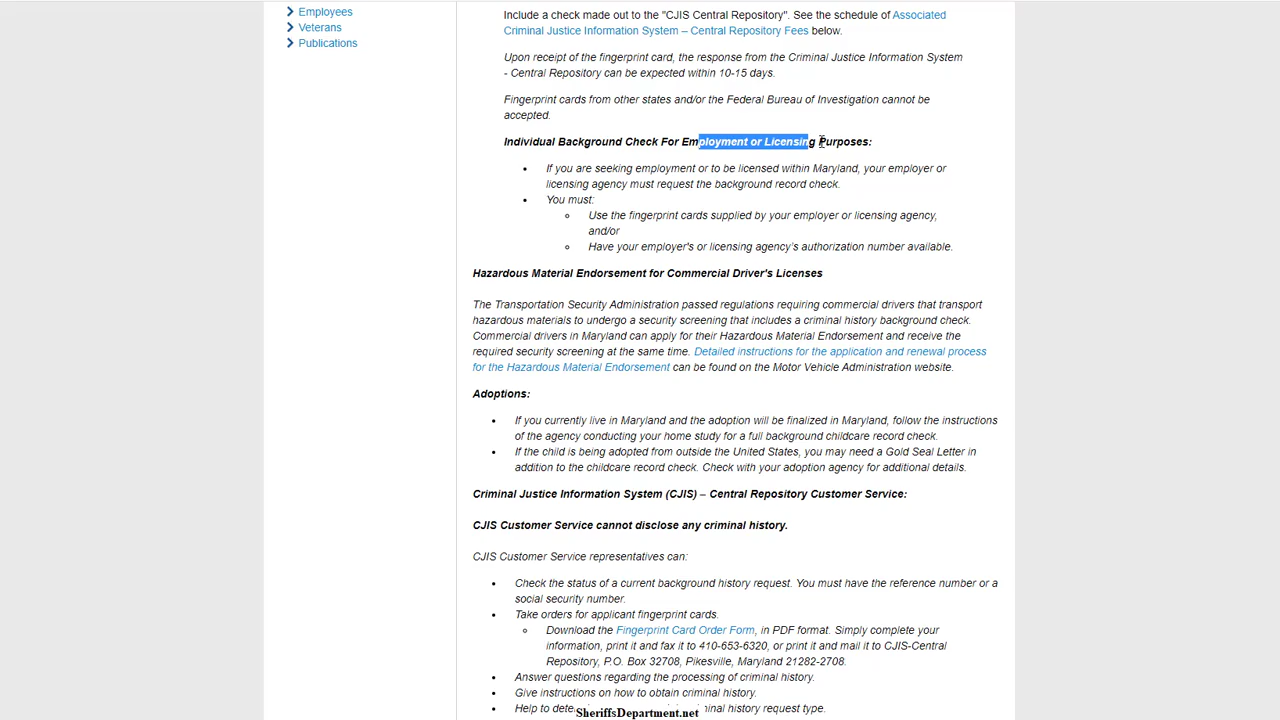 Employees
Veterans
Publications
Include a check made out to the "CJIS Central Repository". See the schedule of Associated
Criminal Justice Information System – Central Repository Fees below.
Upon receipt of the fingerprint card, the response from the Criminal Justice Information System
- Central Repository can be expected within 10-15 days.
Fingerprint cards from other states and/or the Federal Bureau of Investigation cannot be
accepted.
Individual Background Check For Employment or Licensing Purposes:
If you are seeking employment or to be licensed within Maryland, your employer or
licensing agency must request the background record check.
You must:
Use the fingerprint cards supplied by your employer or licensing agency,
and/or
Have your employer's or licensing agency's authorization number available.
Hazardous Material Endorsement for Commercial Driver's Licenses
The Transportation Security Administration passed regulations requiring commercial drivers that transport
hazardous materials to undergo a security screening that includes a criminal history background check.
Commercial drivers in Maryland can apply for their Hazardous Material Endorsement and receive the
required security screening at the same time. Detailed instructions for the application and renewal process
for the Hazardous Material Endorsement can be found on the Motor Vehicle Administration website.
Adoptions:
If you currently live in Maryland and the adoption will be finalized in Maryland, follow the instructions
of the agency conducting your home study for a full background childcare record check.
If the child is being adopted from outside the United States, you may need a Gold Seal Letter in
addition to the childcare record check. Check with your adoption agency for additional details.
Criminal Justice Information System (CJIS) – Central Repository Customer Service:
CJIS Customer Service cannot disclose any criminal history.
CJIS Customer Service representatives can:
Check the status of a current background history request. You must have the reference number or a
social security number.
Take orders for applicant fingerprint cards.
Download the Fingerprint Card Order Form, in PDF format. Simply complete your
information, print it and fax it to 410-653-6320, or print it and mail it to CJIS-Central
Repository, P.O. Box 32708, Pikesville, Maryland 21282-2708.
Answer questions regarding the processing of criminal history.
Give instructions on how to obtain criminal history.
Help to history request type.
SheriffsDepartment.net